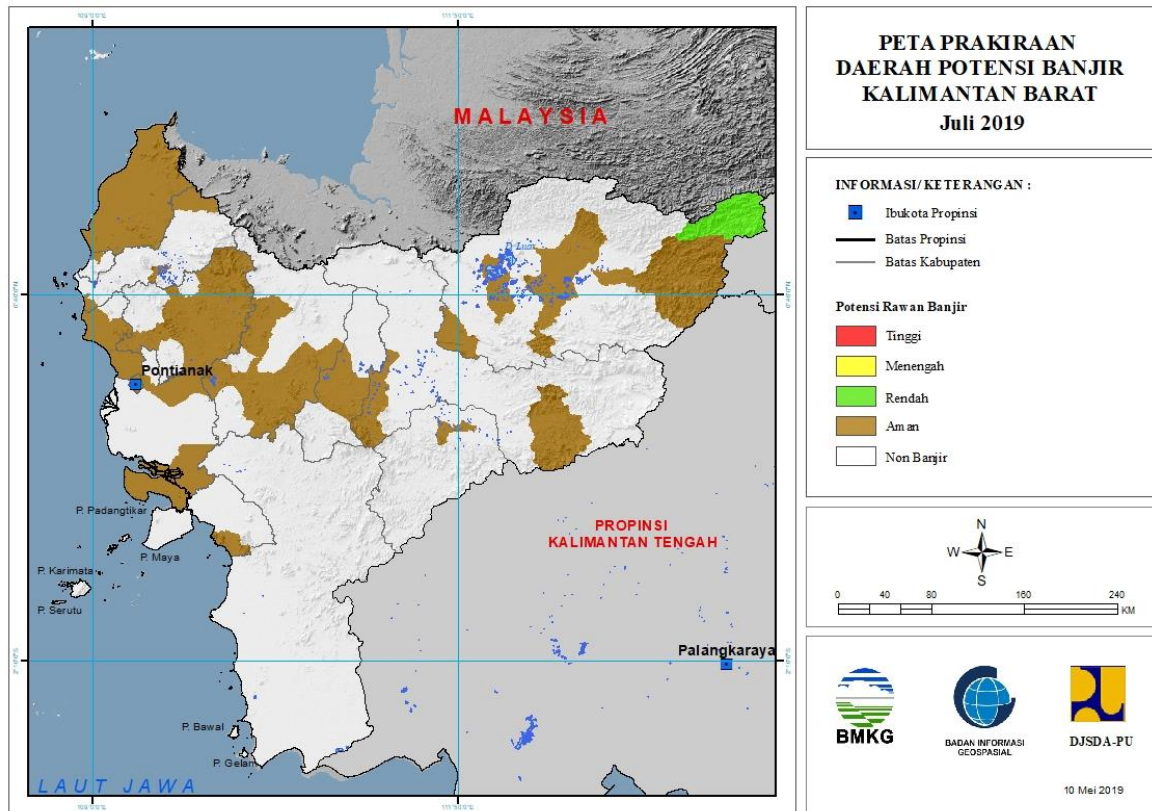 PETA PRAKIRAAN
DAERAH POTENSI BANJIR
KALIMANTAN BARAT
Juli 2019
MALAYSIA
D. Luar
Pontianak
P. Padangtikar
P. Maya
P. Karimata
P. Serutu
PROPINSI
KALIMANTAN TENGAH
Palangkaraya
P. Bawal
P. Gelan
LAUT JAWA
INFORMASI/ KETERANGAN :
Ibukota Propinsi
Batas Propinsi
Batas Kabupaten
Potensi Rawan Banjir
Tinggi
Menengah
Rendah
Aman
Non Banjir
N
W E
S
0 40 80 160 240
KM
BMKG
BADAN INFORMASI
GEOSPASIAL
DJSDA-PU
10 Mei 2019